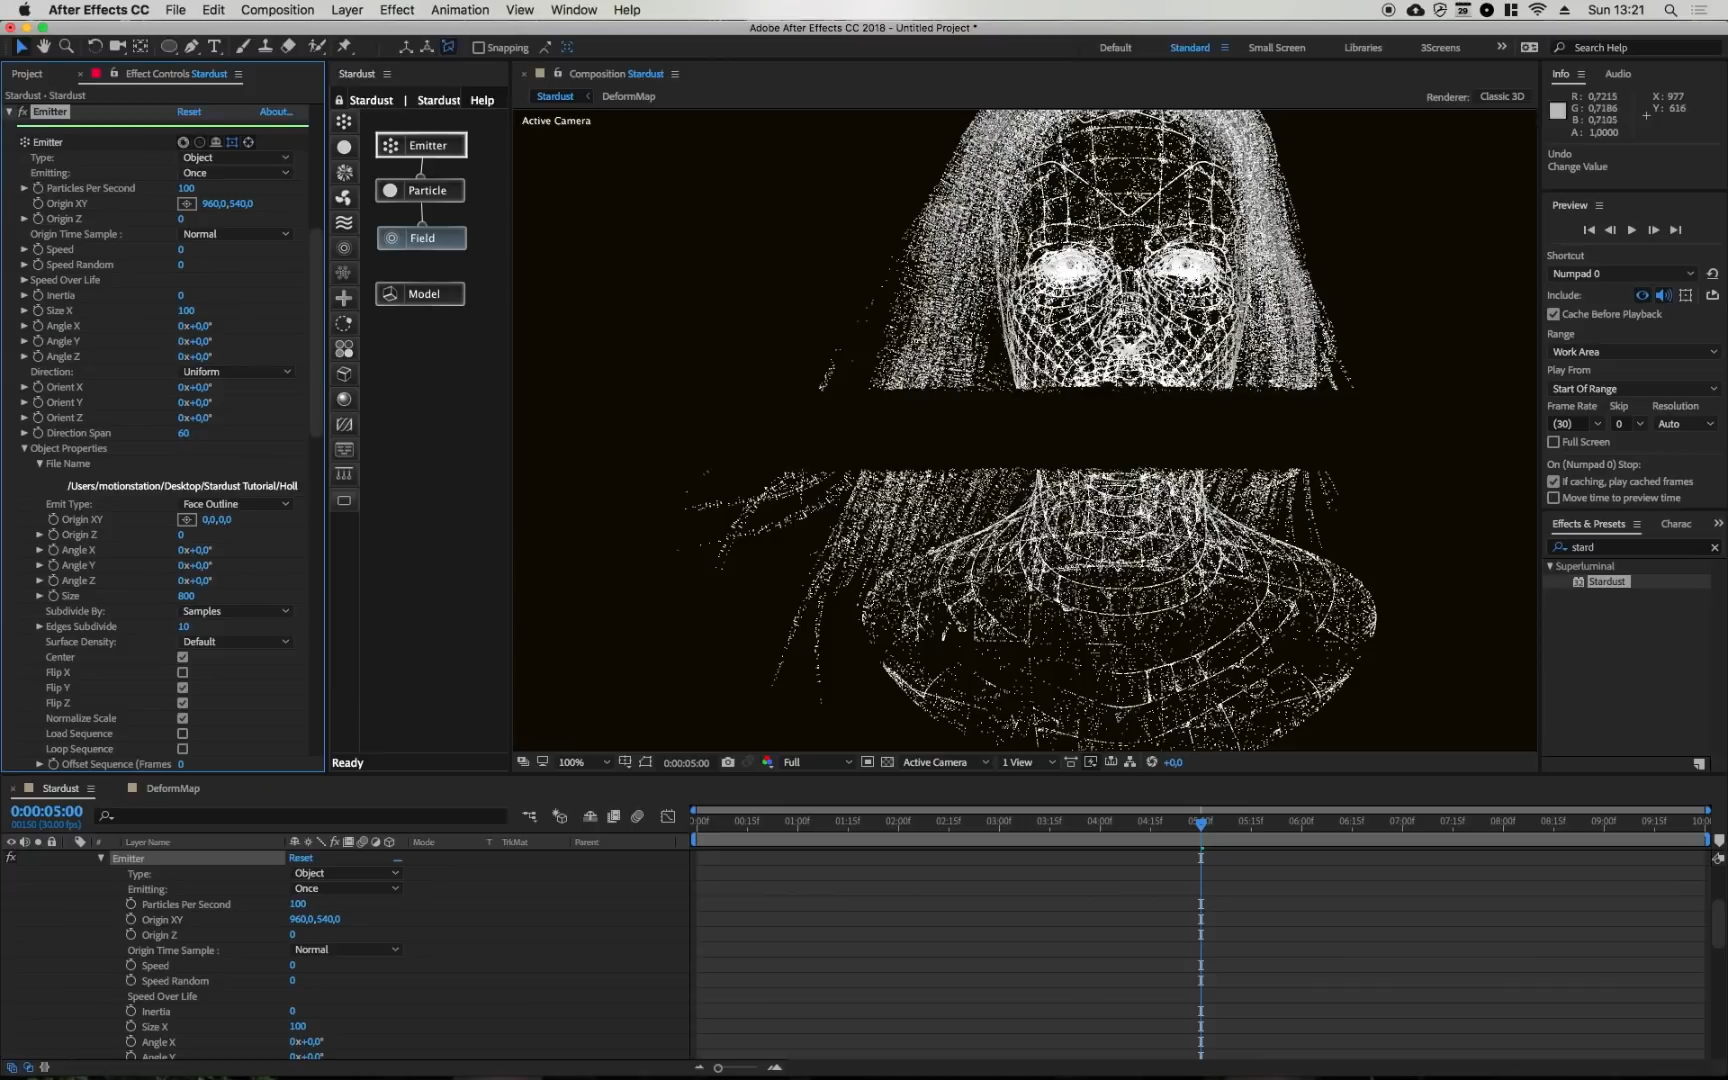 After Effects CC File Edit Composition Layer Effect Animation View Window Help
29
Sun 13:21
Adobe After Effects CC 2018 - Untitled Project *
Snapping
Default Standard Small Screen Libraries 3Screens
Search Help
Project Effect Controls Stardust
Stardust • Stardust
Emitter Reset About...
Emitter
Type: Object
Emitting: Once
Particles Per Second 100
Origin XY 960,0,540,0
Origin Z 0
Origin Time Sample : Normal
Speed 0
Speed Random 0
Speed Over Life
Inertia 0
Size X 100
Angle X 0x+0,0°
Angle Y 0x+0,0°
Angle Z 0x+0,0°
Direction: Uniform
Orient X 0x+0,0°
Orient Y 0x+0,0°
Orient Z 0x+0,0°
Direction Span 60
Object Properties
File Name
/Users/motionstation/Desktop/Stardust Tutorial/Holl
Emit Type: Face Outline
Origin XY 0,0,0,0
Origin Z 0
Angle X 0x+0,0°
Angle Y 0x+0,0°
Angle Z 0x+0,0°
Size 800
Subdivide By: Samples
Edges Subdivide 10
Surface Density: Default
Center
Flip X
Flip Y
Flip Z
Normalize Scale
Load Sequence
Loop Sequence
Offset Sequence (Frames 0
Stardust
Stardust | Stardust Help
Emitter
Particle
Field
Model
Ready
Composition Stardust
Stardust DeformMap
Renderer: Classic 3D
Active Camera
100% 0:00:05:00 Full Active Camera 1 View +0,0
Info Audio
R : 0,7215 X : 977
G : 0,7186 Y : 616
B : 0,7105
A : 1,0000
Undo
Change Value
Preview
Shortcut
Numpad 0
Include:
Cache Before Playback
Range
Work Area
Play From
Start Of Range
Frame Rate Skip Resolution
(30) 0 Auto
Full Screen
On (Numpad 0) Stop:
If caching, play cached frames
Move time to preview time
Effects & Presets Charac
stard
Superluminal
Stardust
Stardust DeformMap
0:00:05:00
00150 (30.00 fps)
0:00f 00:15f 01:00f 01:15f 02:00f 02:15f 03:00f 03:15f 04:00f 04:15f 05:00f 05:15f 06:00f 06:15f 07:00f 07:15f 08:00f 08:15f 09:00f 09:15f 10:0
# Layer Name Mode T TrkMat Parent
Emitter Reset
Type: Object
Emitting: Once
Particles Per Second 100
Origin XY 960,0,540,0
Origin Z 0
Origin Time Sample : Normal
Speed 0
Speed Random 0
Speed Over Life
Inertia 0
Size X 100
Angle X 0x+0,0°
Angle Y 0x+0,0°